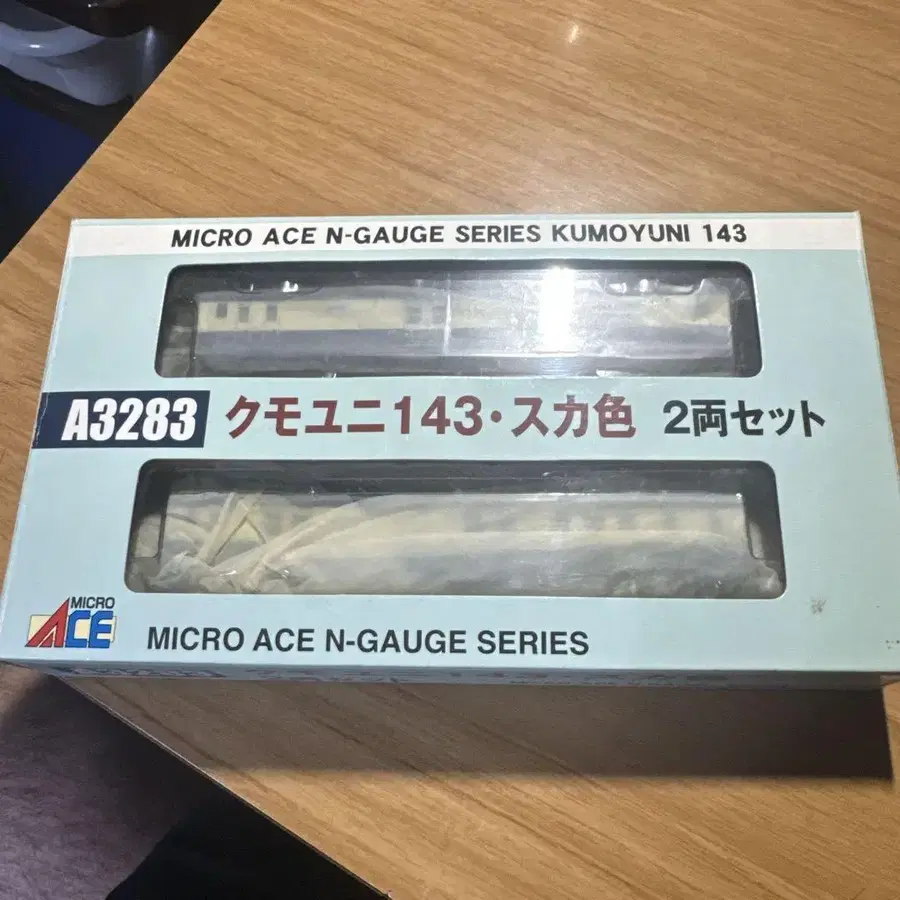 MICRO ACE N-GAUGE SERIES KUMOYUNI 143
A3283 クモユニ143・スカ色 2両セット
MICRO ACE
MICRO ACE N-GAUGE SERIES